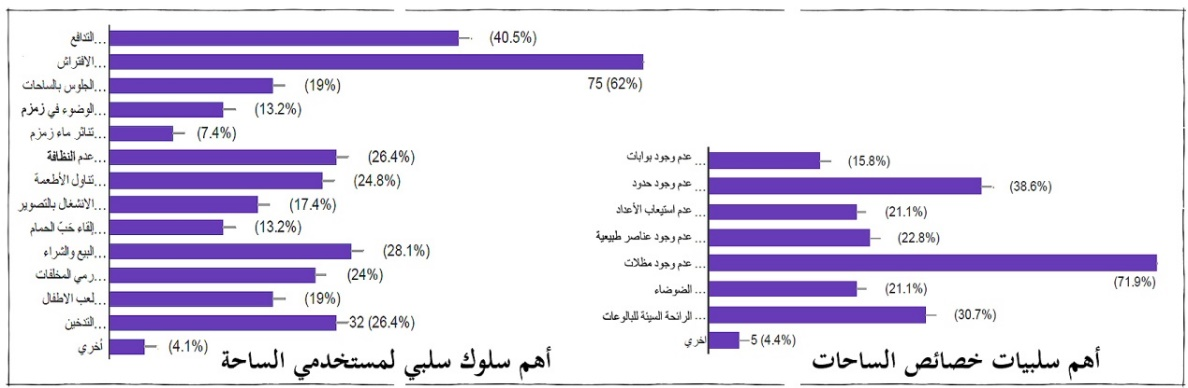 التدافع... (40.5%)
الافتراش... 75 (62%)
الجلوس بالساحات... (19%)
الوضوء في زمزم... (13.2%)
تناثر ماء زمزم... (7.4%)
عدم النظافة... (26.4%)
تناول الأطعمة... (24.8%)
الانشغال بالتصوير... (17.4%)
إلقاء حَبّ الحمام... (13.2%)
البيع والشراء... (28.1%)
رمي المخلفات... (24%)
لعب الاطفال... (19%)
التدخين... 32 (26.4%)
أخري (4.1%)
أهم سلوك سلبي لمستخدمي الساحة
عدم وجود بوابات... (15.8%)
عدم وجود حدود... (38.6%)
عدم استيعاب الأعداد... (21.1%)
عدم وجود عناصر طبيعية... (22.8%)
عدم وجود مظلات... (71.9%)
الضوضاء... (21.1%)
الرائحة السيئة للبالوعات... (30.7%)
اخري 5 (4.4%)
أهم سلبيات خصائص الساحات